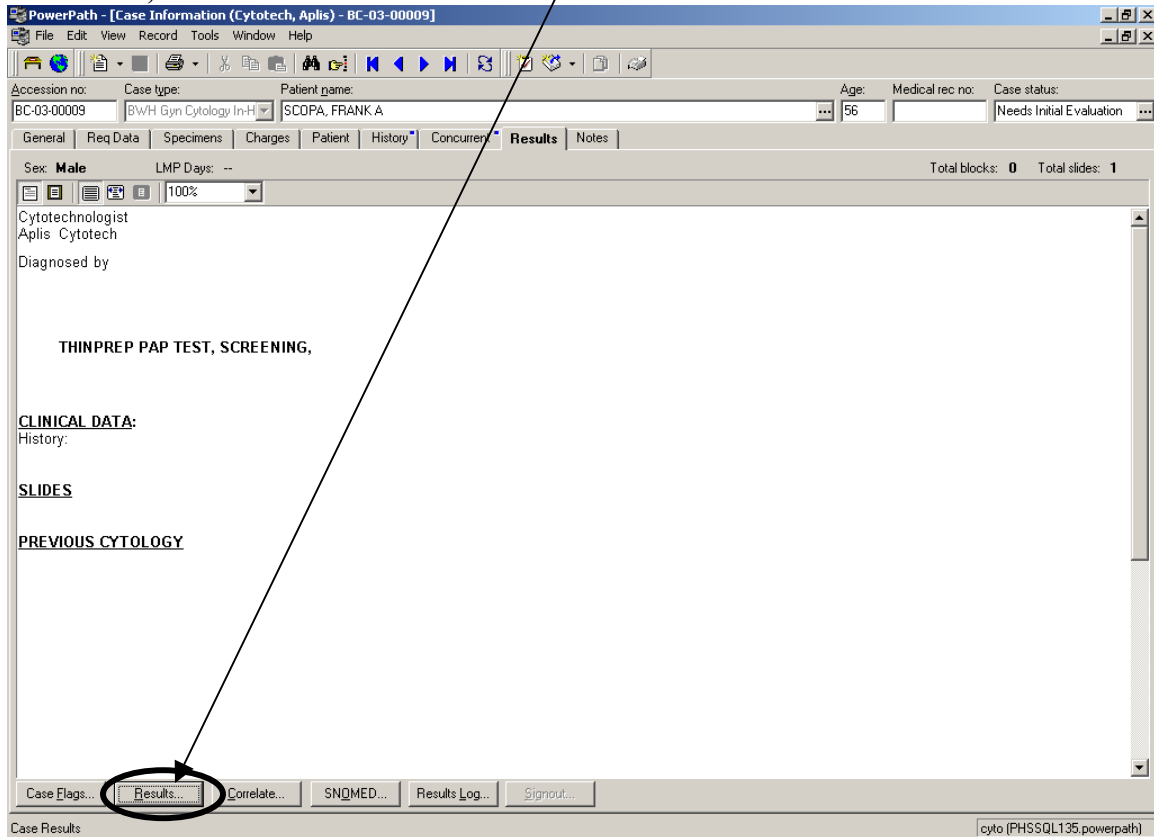 PowerPath - [Case Information (Cytotech, Aplis) - BC-03-00009]
File Edit View Record Tools Window Help
Accession no: Case type: Patient name: Age: Medical rec no: Case status:
BC-03-00009 BWH Gyn Cytology In-H SCOPA, FRANK A ... 56 Needs Initial Evaluation ...
General Req Data Specimens Charges Patient History Concurrent Results Notes
Sex: Male LMP Days: -- Total blocks: 0 Total slides: 1
100%
Cytotechnologist
Aplis Cytotech
Diagnosed by
THINPREP PAP TEST, SCREENING,
CLINICAL DATA:
History:
SLIDES
PREVIOUS CYTOLOGY
Case Flags... Results... Correlate... SNOMED... Results Log... Signout...
Case Results cyto (PHSSQL135.powerpath)